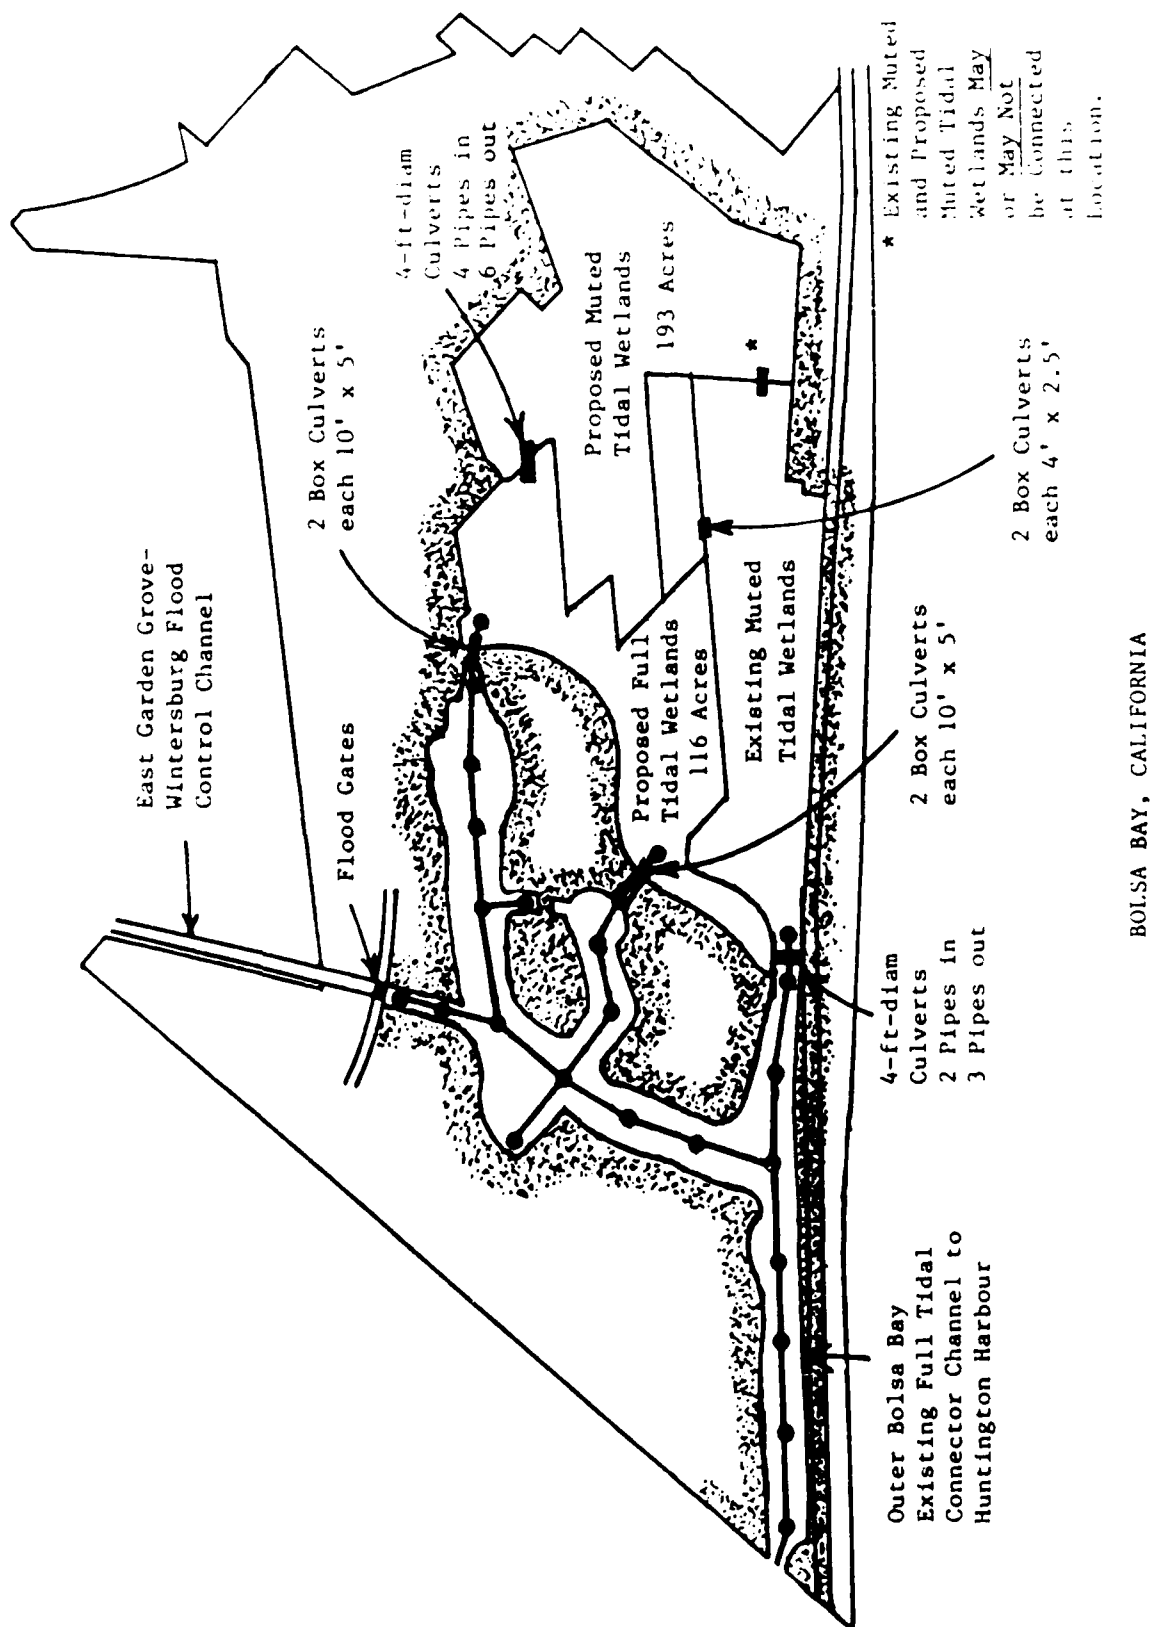 East Garden Grove-
Wintersburg Flood
Control Channel
Flood Gates
2 Box Culverts
each 10' x 5'
4-ft-diam
Culverts
4 Pipes in
6 Pipes out
Proposed Muted
Tidal Wetlands
193 Acres
*
Proposed Full
Tidal Wetlands
116 Acres
Existing Muted
Tidal Wetlands
Outer Bolsa Bay
Existing Full Tidal
Connector Channel to
Huntington Harbour
4-ft-diam
Culverts
2 Pipes in
3 Pipes out
2 Box Culverts
each 10' x 5'
2 Box Culverts
each 4' x 2.5'
* Existing Muted
and Proposed
Muted Tidal
Wetlands May
or May Not
be Connected
at this
Location.
BOLSA BAY, CALIFORNIA